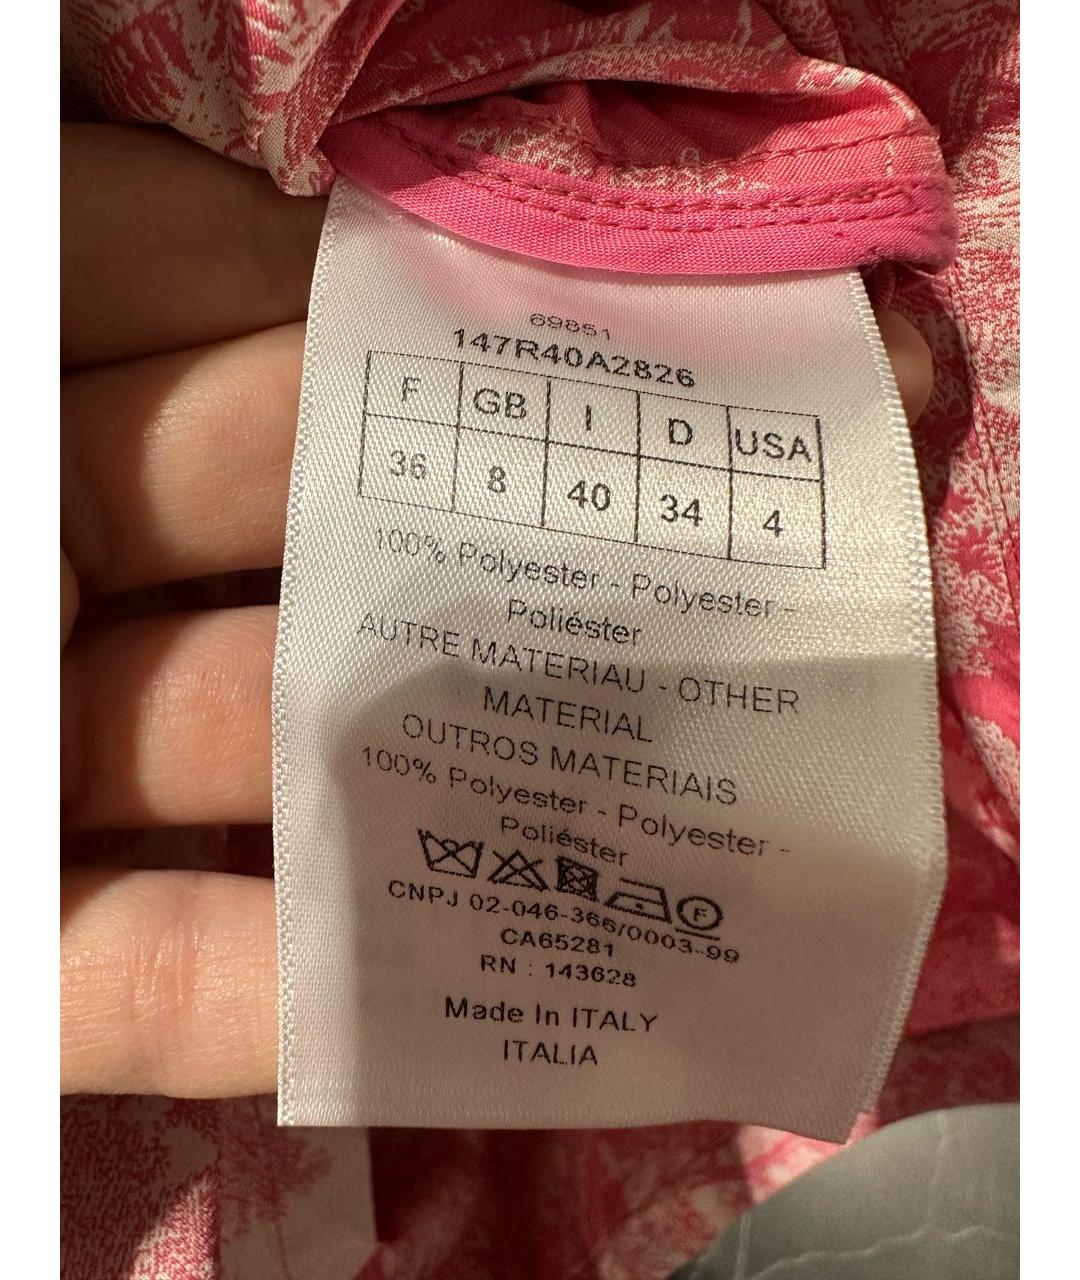 69851
147R40A2826
F GB I D USA
36 8 40 34 4
100% Polyester - Polyester -
Poliéster
AUTRE MATERIAU - OTHER
MATERIAL
OUTROS MATERIAIS
100% Polyester - Polyester -
Poliéster
F
CNPJ 02-046-366/0003-99
CA65281
RN : 143628
Made In ITALY
ITALIA